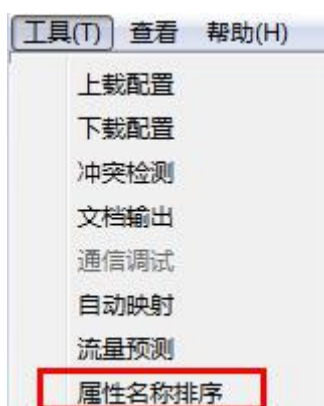 工具(T) 查看 帮助(H)
上载配置
下载配置
冲突检测
文档输出
通信调试
自动映射
流量预测
属性名称排序